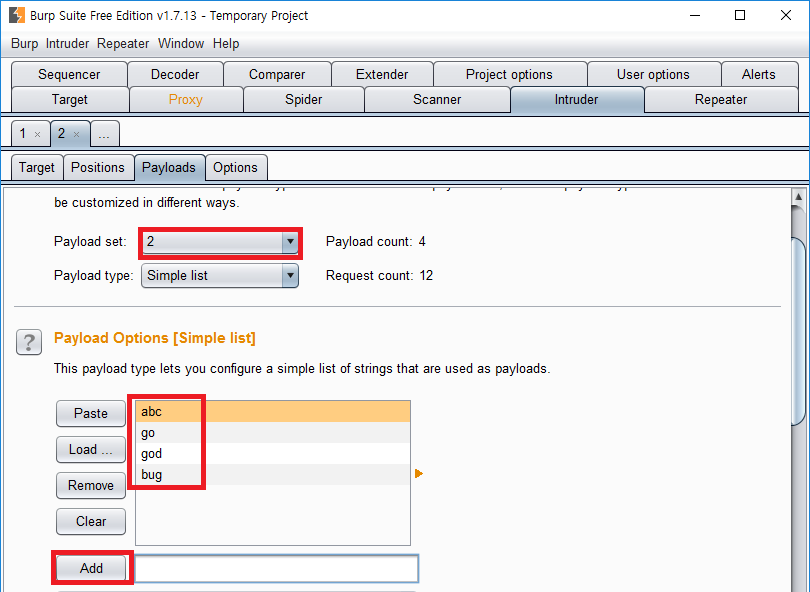 Burp Suite Free Edition v1.7.13 - Temporary Project
Burp Intruder Repeater Window Help
Sequencer Decoder Comparer Extender Project options User options Alerts
Target Proxy Spider Scanner Intruder Repeater
1 × 2 × ...
Target Positions Payloads Options
be customized in different ways.
Payload set: 2 Payload count: 4
Payload type: Simple list Request count: 12
?
Payload Options [Simple list]
This payload type lets you configure a simple list of strings that are used as payloads.
Paste abc
go
Load ... god
Remove bug
Clear
Add